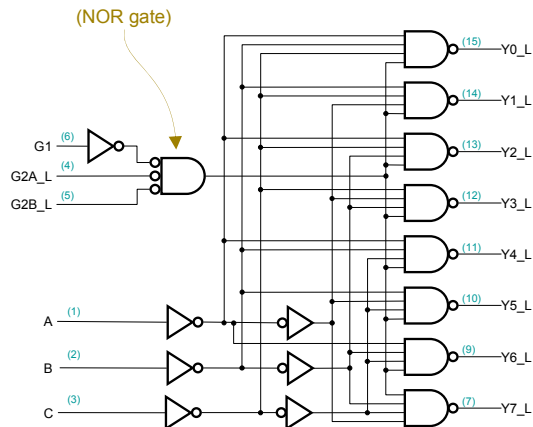 (NOR gate)
(15) Y0_L
(14) Y1_L
(6) G1
(13) Y2_L
(4) G2A_L
(5) G2B_L
(12) Y3_L
(11) Y4_L
(10) Y5_L
(1) A
(9) Y6_L
(2) B
(7) Y7_L
(3) C